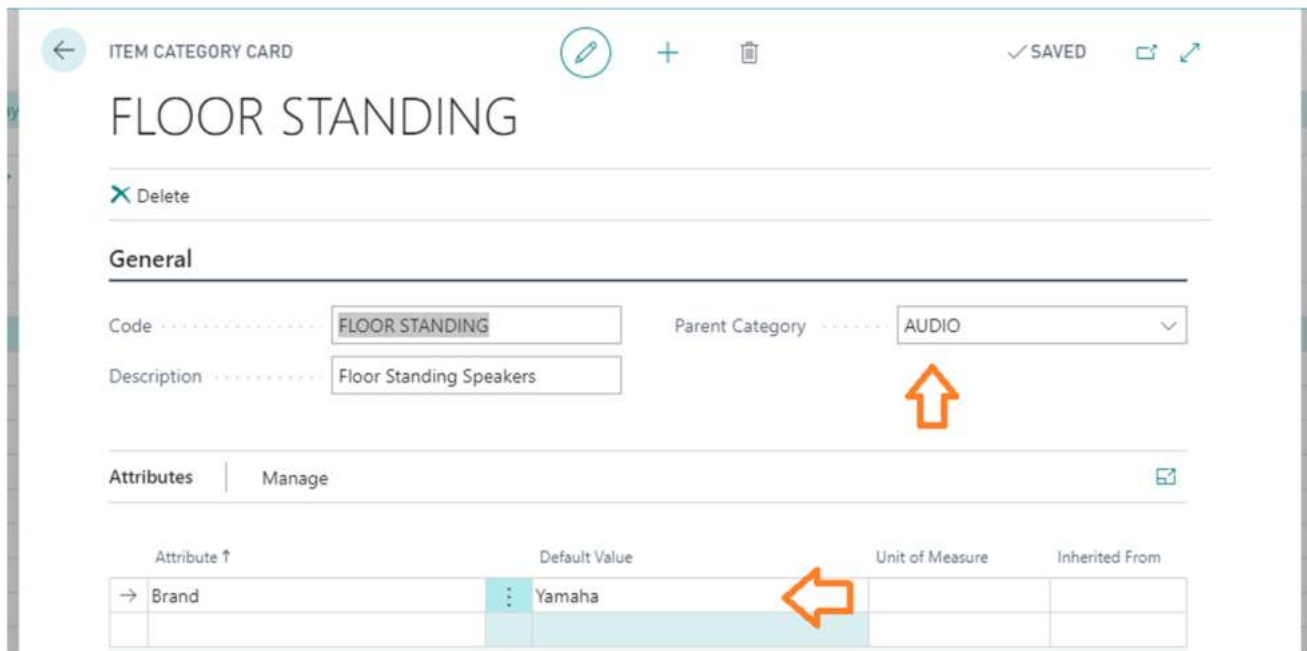 ITEM CATEGORY CARD
SAVED
FLOOR STANDING
Delete
General
Code FLOOR STANDING Parent Category AUDIO
Description Floor Standing Speakers
Attributes Manage
Attribute ↑ Default Value Unit of Measure Inherited From
→ Brand Yamaha